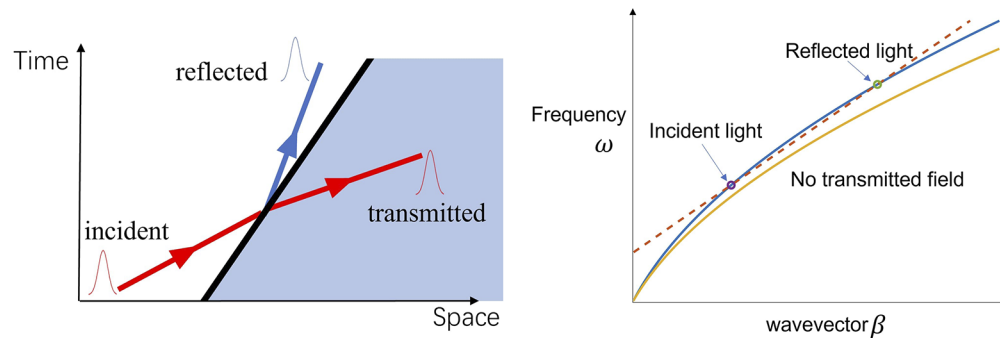 Time
reflected
incident
transmitted
Space
Reflected light
Frequency
ω
Incident light
No transmitted field
wavevector β